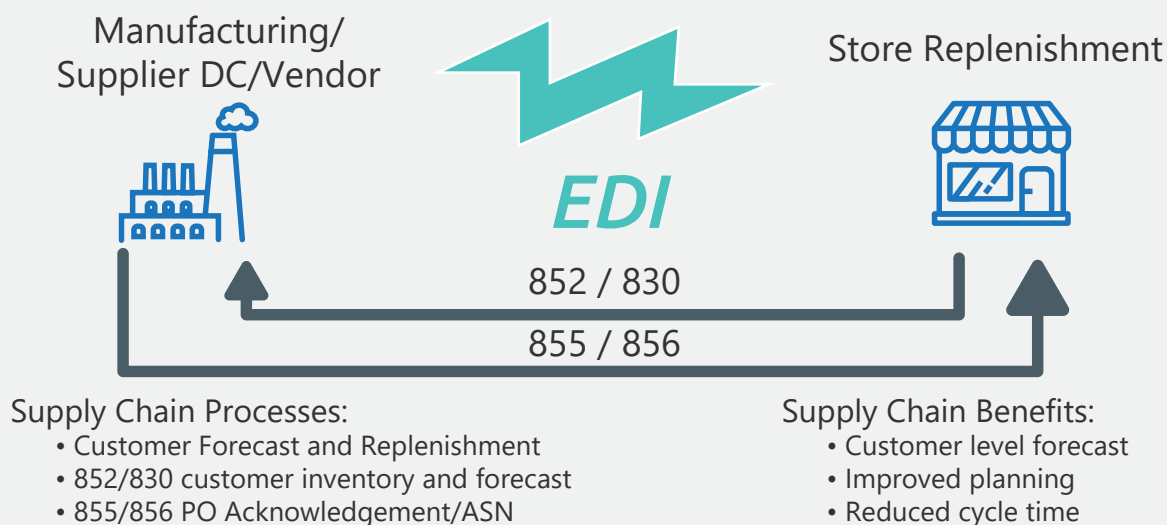 Manufacturing/
Supplier DC/Vendor
Store Replenishment
EDI
852 / 830
855 / 856
Supply Chain Processes:
• Customer Forecast and Replenishment
• 852/830 customer inventory and forecast
• 855/856 PO Acknowledgement/ASN
Supply Chain Benefits:
• Customer level forecast
• Improved planning
• Reduced cycle time